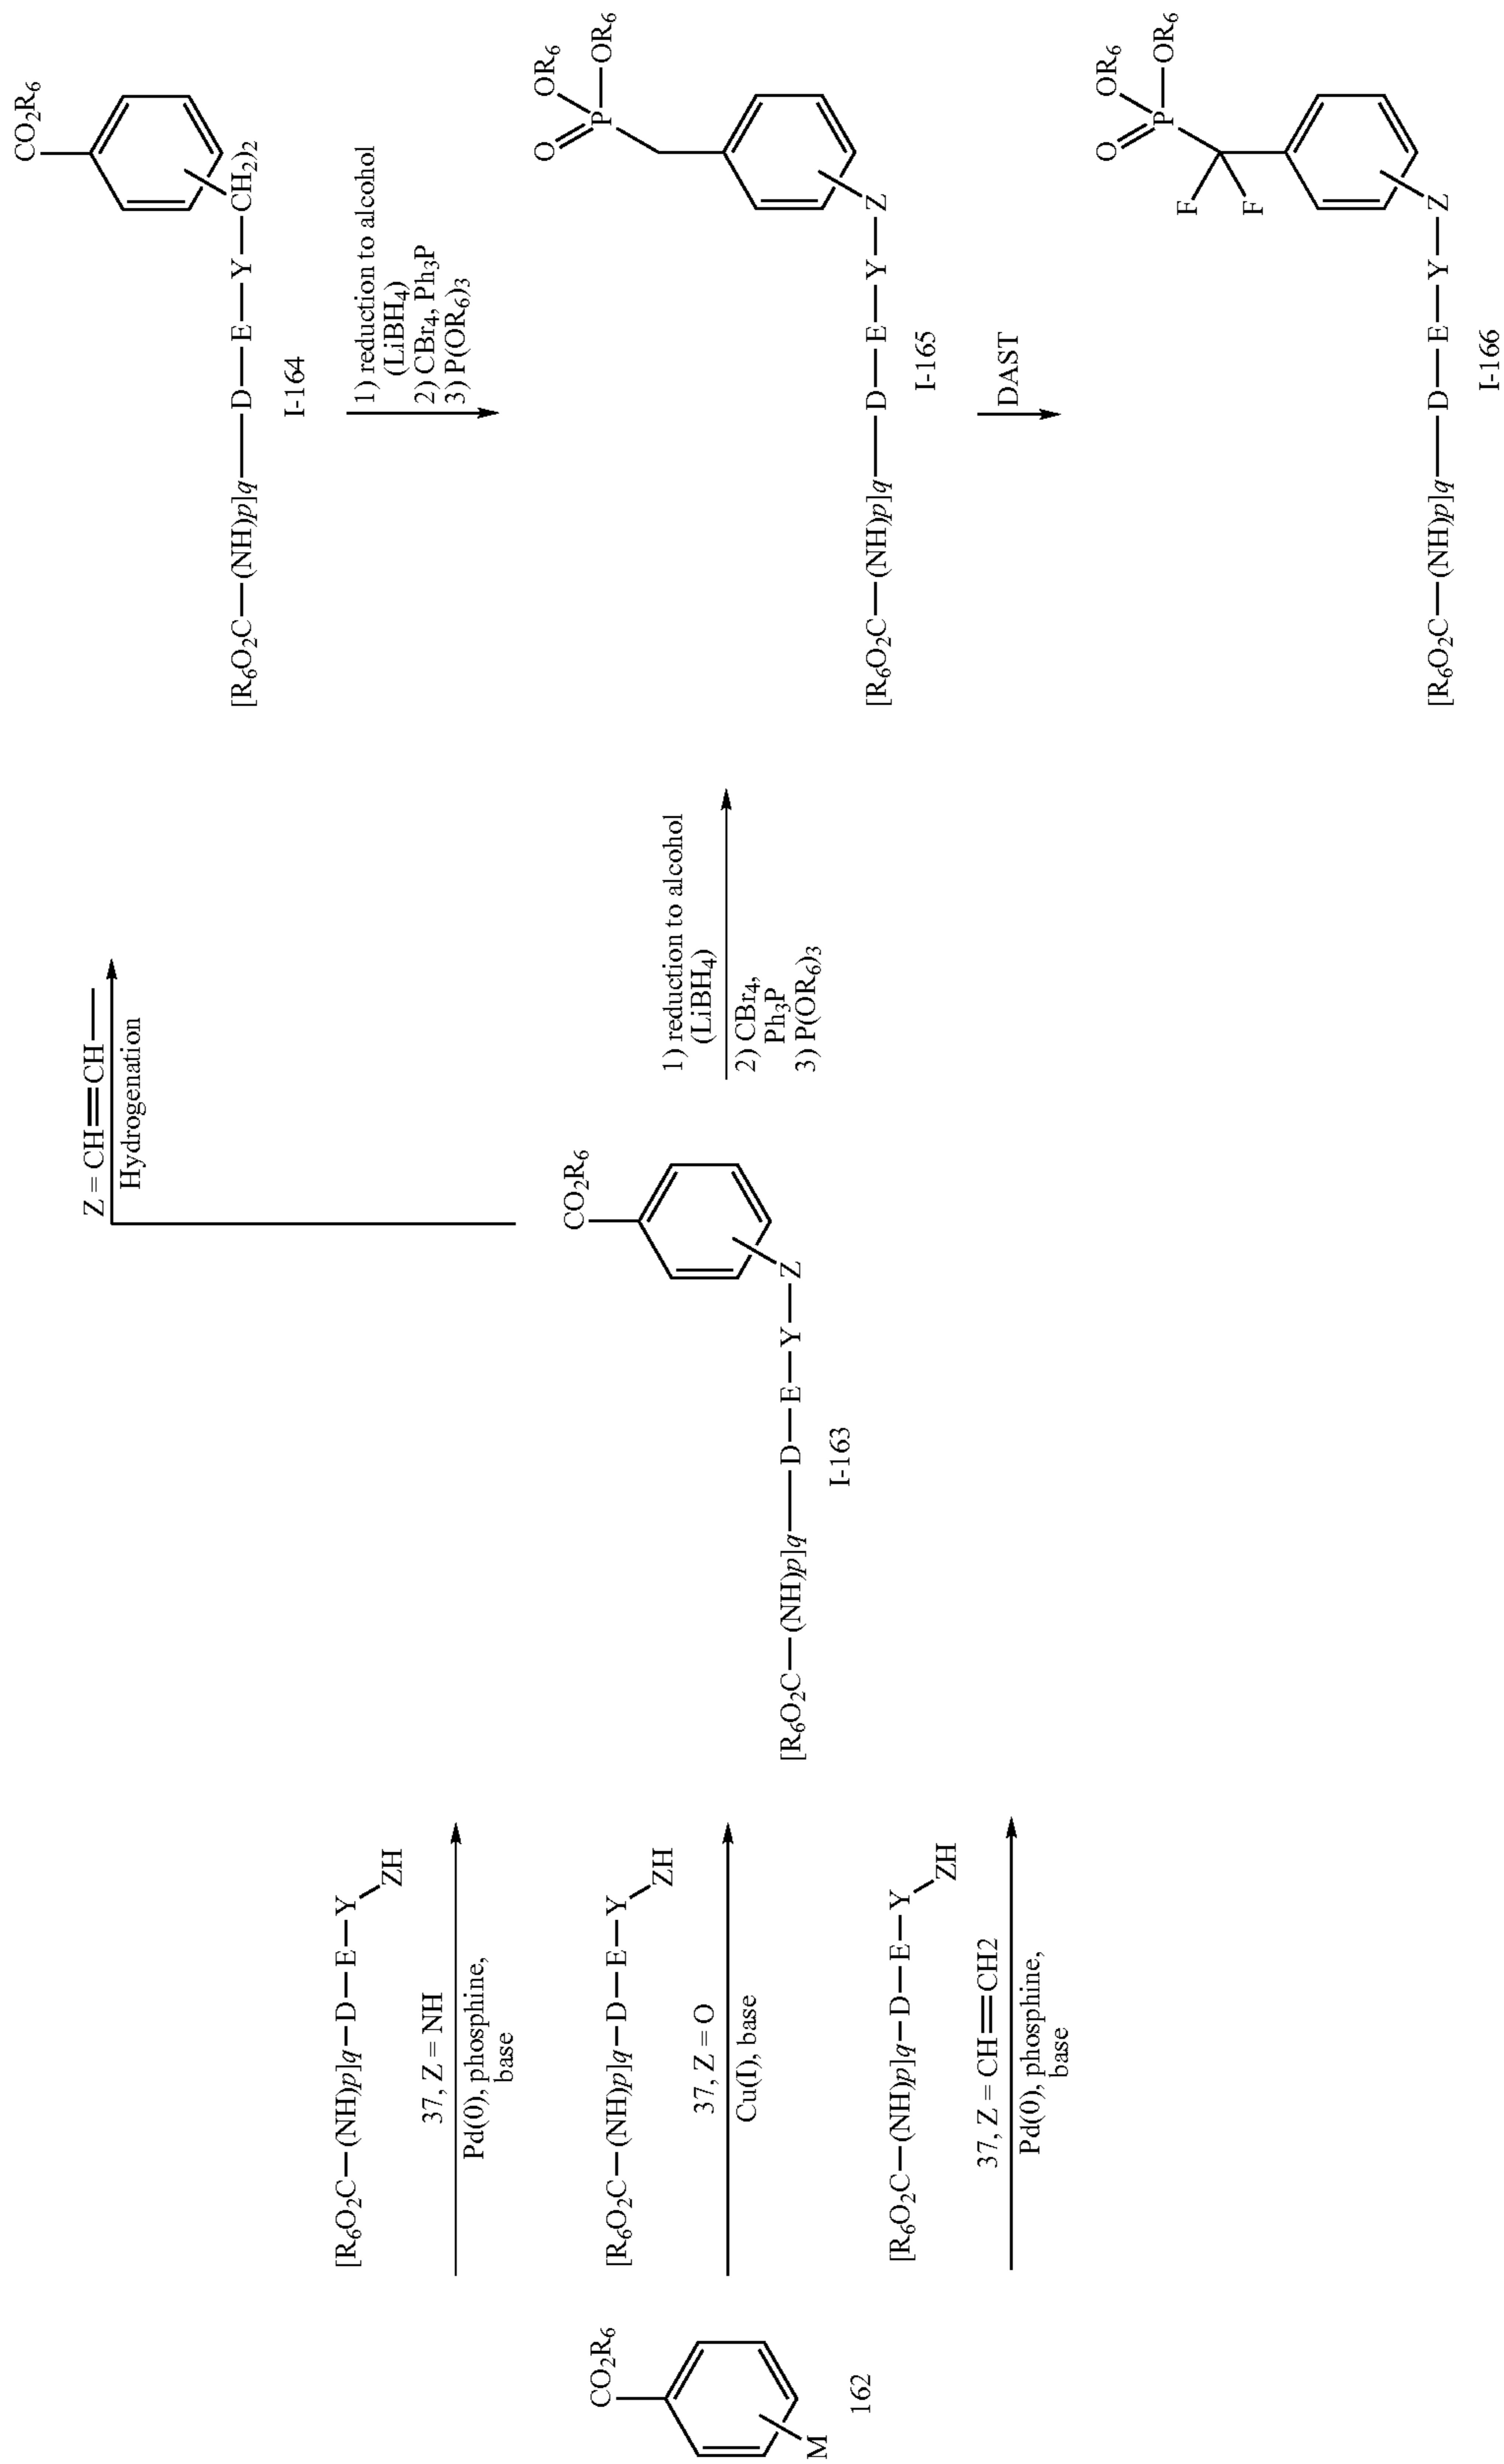 CO2R6
M
162
[R6O2C—(NH)p]q—D—E—Y
ZH
37, Z = NH
Pd(0), phosphine,
base
[R6O2C—(NH)p]q—D—E—Y
ZH
37, Z = O
Cu(I), base
[R6O2C—(NH)p]q—D—E—Y
ZH
37, Z = CH=CH2
Pd(0), phosphine,
base
CO2R6
[R6O2C—(NH)p]q—D—E—Y—Z
I-163
Z = CH=CH—
Hydrogenation
1) reduction to alcohol
(LiBH4)
2) CBr4,
Ph3P
3) P(OR6)3
CO2R6
[R6O2C—(NH)p]q—D—E—Y—CH2)2
I-164
1) reduction to alcohol
(LiBH4)
2) CBr4, Ph3P
3) P(OR6)3
O
OR6
P
OR6
[R6O2C—(NH)p]q—D—E—Y—Z
I-165
DAST
O
OR6
P
OR6
F
F
[R6O2C—(NH)p]q—D—E—Y—Z
I-166